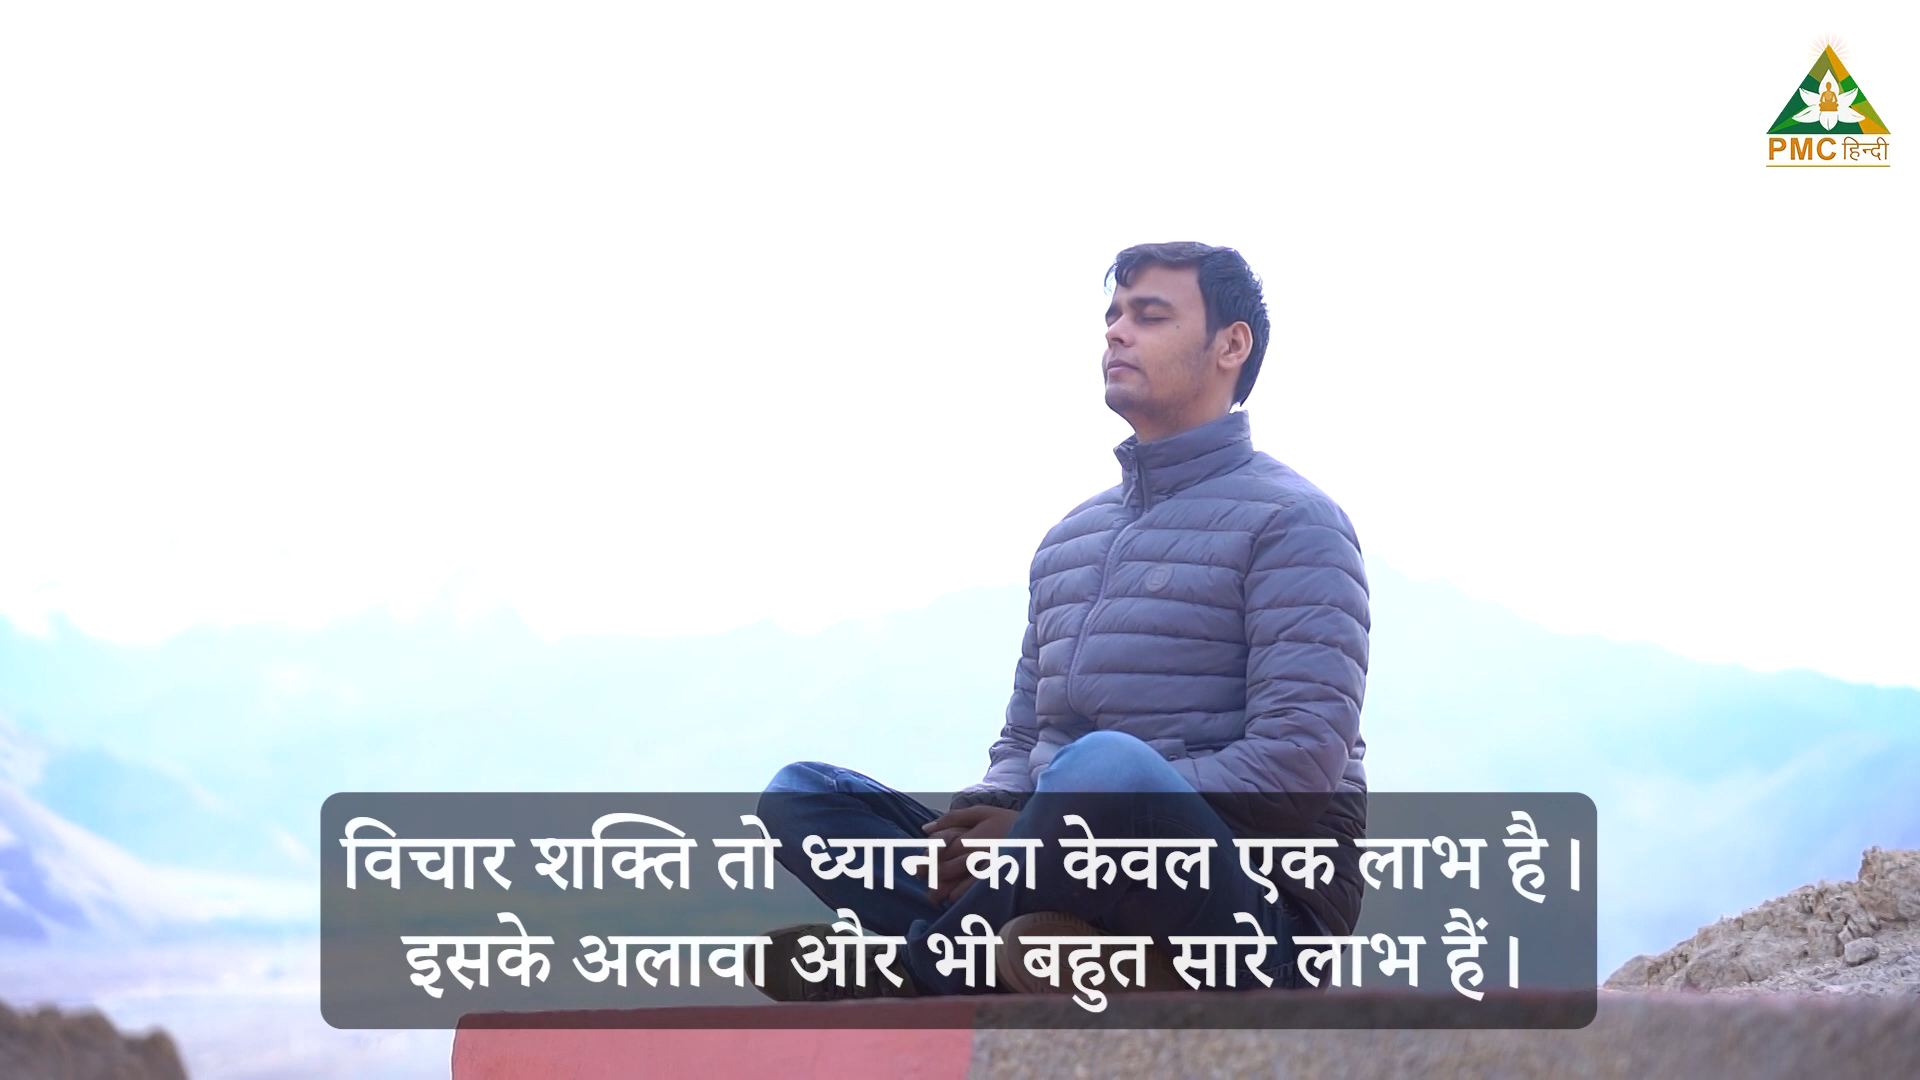 PMC हिन्दी
विचार शक्ति तो ध्यान का केवल एक लाभ है।
इसके अलावा और भी बहुत सारे लाभ हैं।